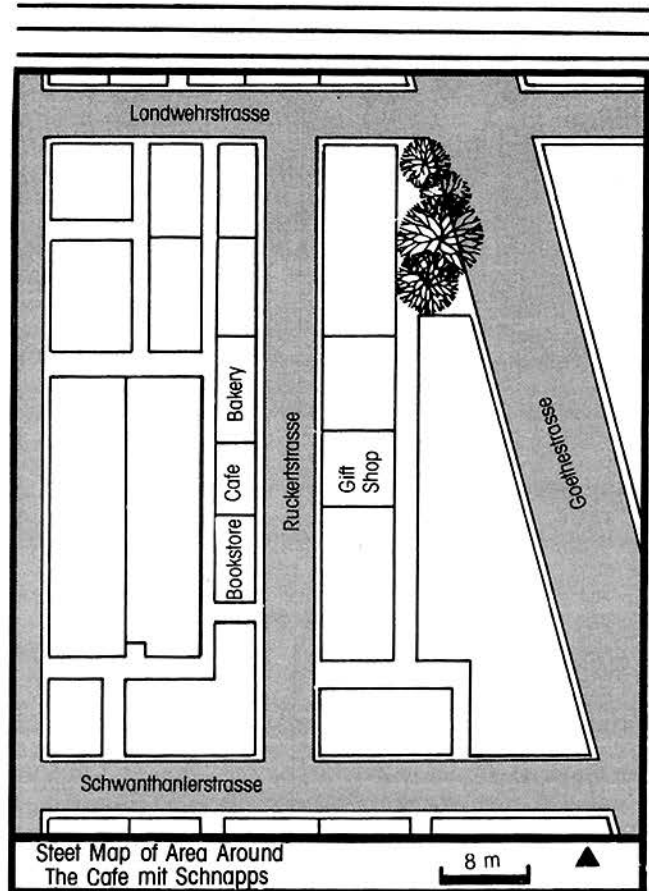 Landwehrstrasse
Bakery
Cafe
Bookstore
Ruckertstrasse
Gift
Shop
Goethestrasse
Schwanthanlerstrasse
Steet Map of Area Around
The Cafe mit Schnapps
8 m